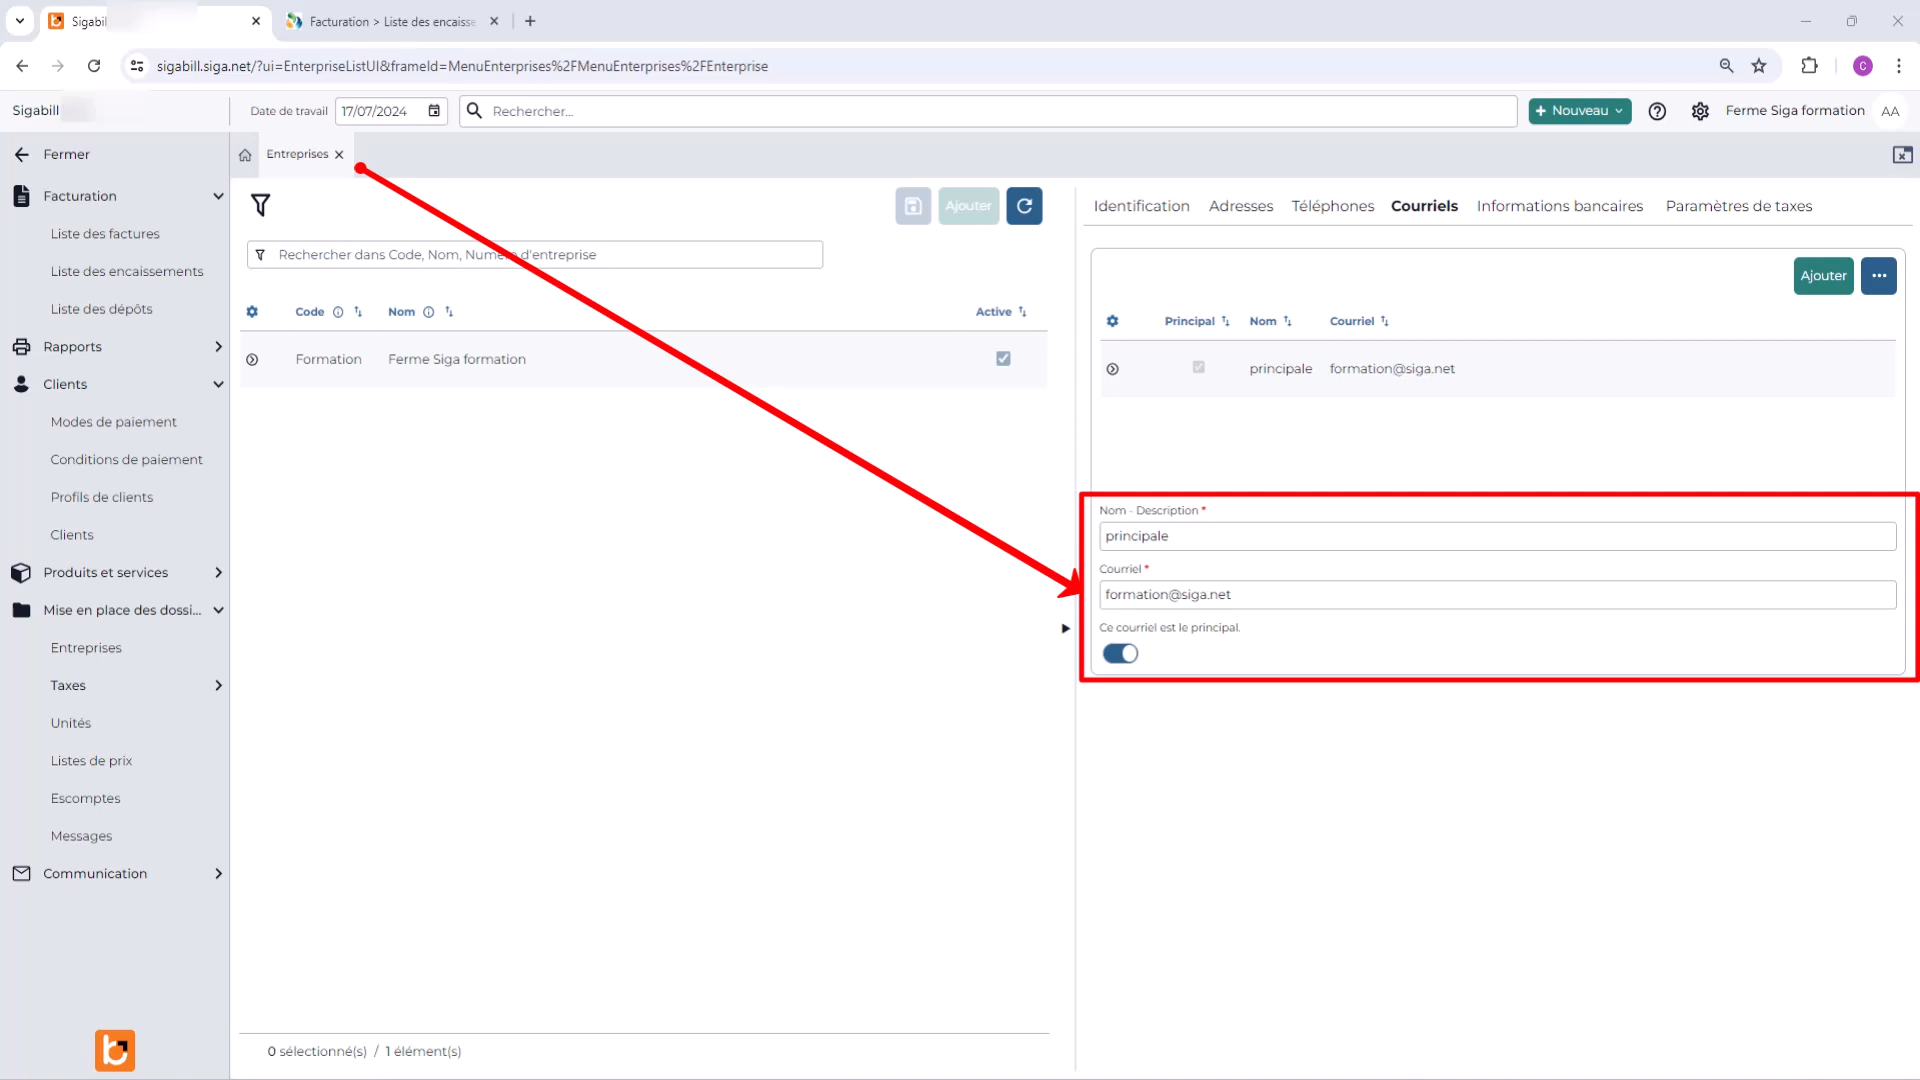 Sigabil
Facturation > Liste des encaisse
sigabill.siga.net/?ui=EnterpriseListUI&frameId=MenuEnterprises%2FMenuEnterprises%2FEnterprise
C
Sigabill
Date de travail
17/07/2024
Rechercher...
+ Nouveau
Ferme Siga formation
AA
Fermer
Entreprises
Facturation
Liste des factures
Liste des encaissements
Liste des dépôts
Rapports
Clients
Modes de paiement
Conditions de paiement
Profils de clients
Clients
Produits et services
Mise en place des dossi...
Entreprises
Taxes
Unités
Listes de prix
Escomptes
Messages
Communication
Ajouter
Rechercher dans Code, Nom, Numéro d'entreprise
Code
Nom
Active
Formation
Ferme Siga formation
0 sélectionné(s) / 1 élément(s)
Identification
Adresses
Téléphones
Courriels
Informations bancaires
Paramètres de taxes
Ajouter
Principal
Nom
Courriel
principale
formation@siga.net
Nom - Description *
principale
Courriel *
formation@siga.net
Ce courriel est le principal.